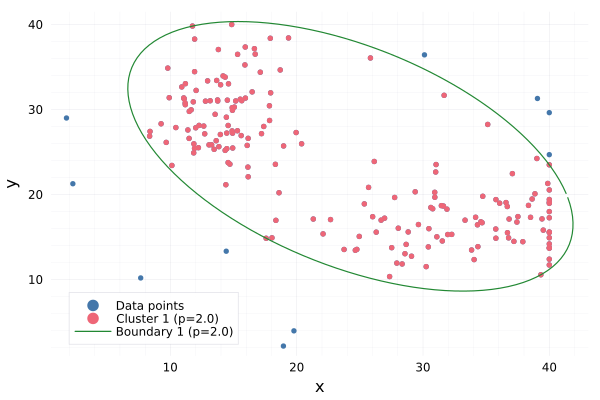 40
30
20
10
y
Data points
Cluster 1 (p=2.0)
Boundary 1 (p=2.0)
10 20 30 40
x